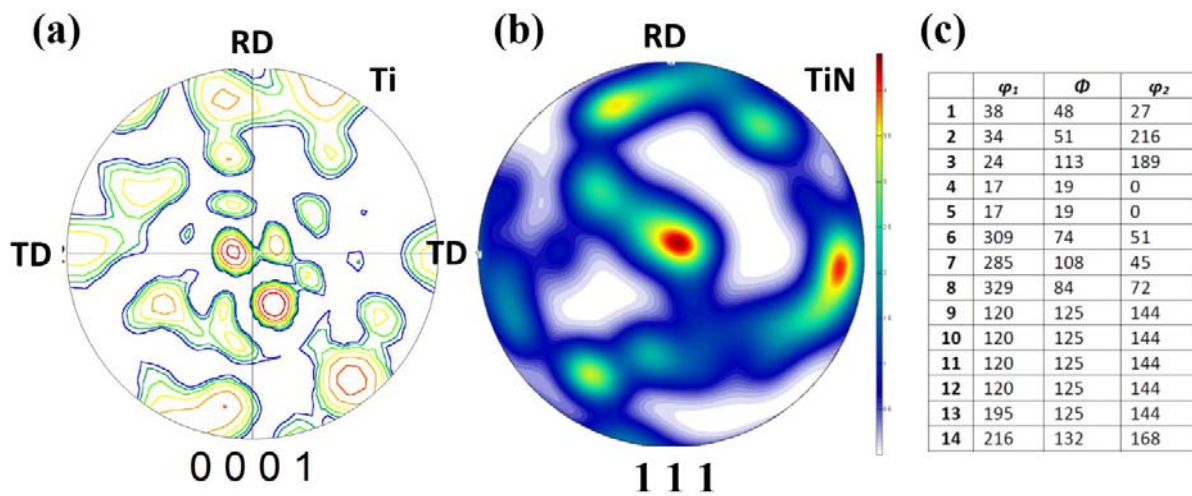 (a)
RD
Ti
TD
0 0 0 1
(b)
RD
TiN
TD
1 1 1
(c)
φ₁ Φ φ₂
1 38 48 27
2 34 51 216
3 24 113 189
4 17 19 0
5 17 19 0
6 309 74 51
7 285 108 45
8 329 84 72
9 120 125 144
10 120 125 144
11 120 125 144
12 120 125 144
13 195 125 144
14 216 132 168